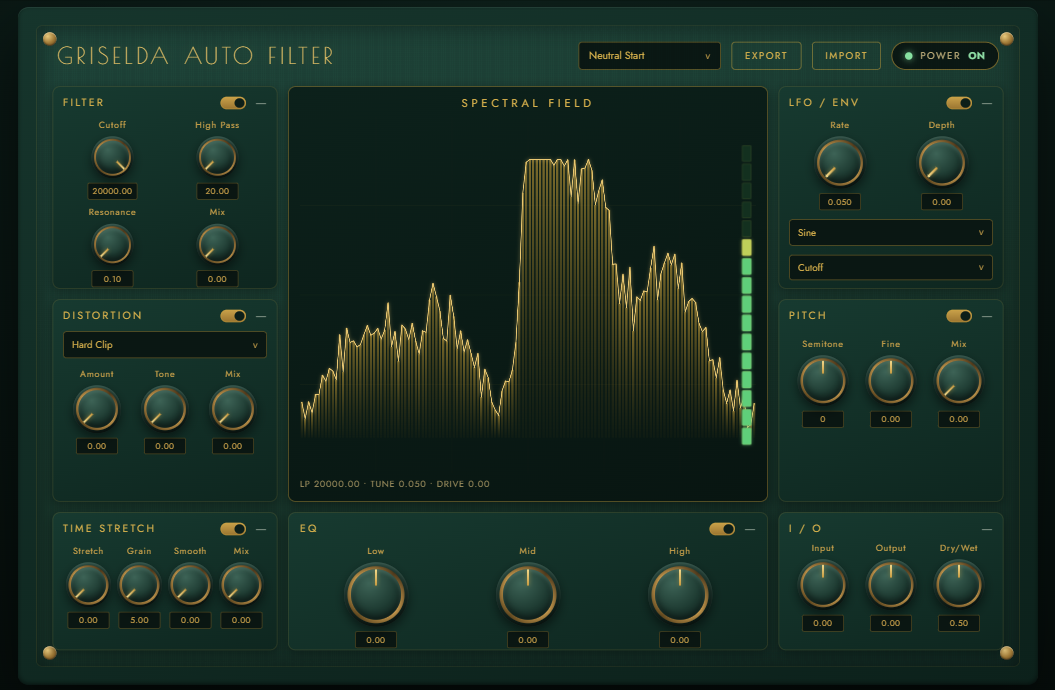 GRISELDA AUTO FILTER
Neutral Start
EXPORT
IMPORT
POWER ON
FILTER
Cutoff High Pass
20000.00 20.00
Resonance Mix
0.10 0.00
SPECTRAL FIELD
LP 20000.00 · TUNE 0.050 · DRIVE 0.00
LFO / ENV
Rate Depth
0.050 0.00
Sine
Cutoff
DISTORTION
Hard Clip
Amount Tone Mix
0.00 0.00 0.00
PITCH
Semitone Fine Mix
0 0.00 0.00
TIME STRETCH
Stretch Grain Smooth Mix
0.00 5.00 0.00 0.00
EQ
Low Mid High
0.00 0.00 0.00
I / O
Input Output Dry/Wet
0.00 0.00 0.50